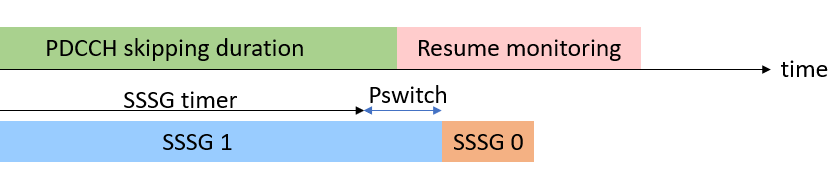 PDCCH skipping duration
Resume monitoring
time
SSSG timer
Pswitch
SSSG 1
SSSG 0